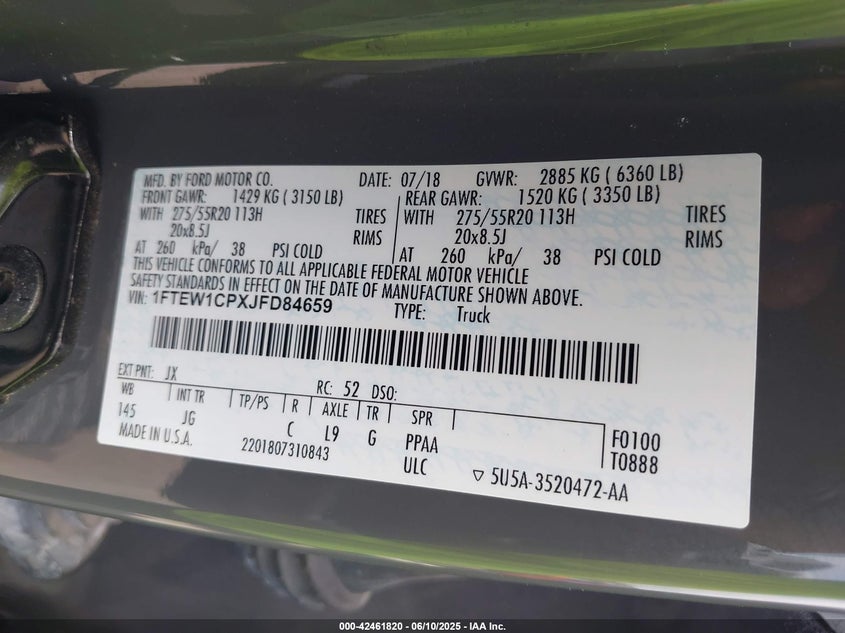 MFD. BY FORD MOTOR CO. DATE: 07/18 GVWR: 2885 KG ( 6360 LB)
FRONT GAWR: 1429 KG ( 3150 LB) REAR GAWR: 1520 KG ( 3350 LB)
WITH 275/55R20 113H TIRES WITH 275/55R20 113H TIRES
20x8.5J RIMS 20x8.5J RIMS
AT 260 kPa/ 38 PSI COLD AT 260 kPa/ 38 PSI COLD
THIS VEHICLE CONFORMS TO ALL APPLICABLE FEDERAL MOTOR VEHICLE
SAFETY STANDARDS IN EFFECT ON THE DATE OF MANUFACTURE SHOWN ABOVE.
VIN: 1FTEW1CPXJFD84659 TYPE: Truck
EXT PNT: JX RC: 52 DSO:
WB INT TR TP/PS R AXLE TR SPR
145 JG C L9 G PPAA F0100
MADE IN U.S.A. 2201807310843 ULC T0888
▽ 5U5A-3520472-AA
000-42461820 - 06/10/2025 - IAA Inc.